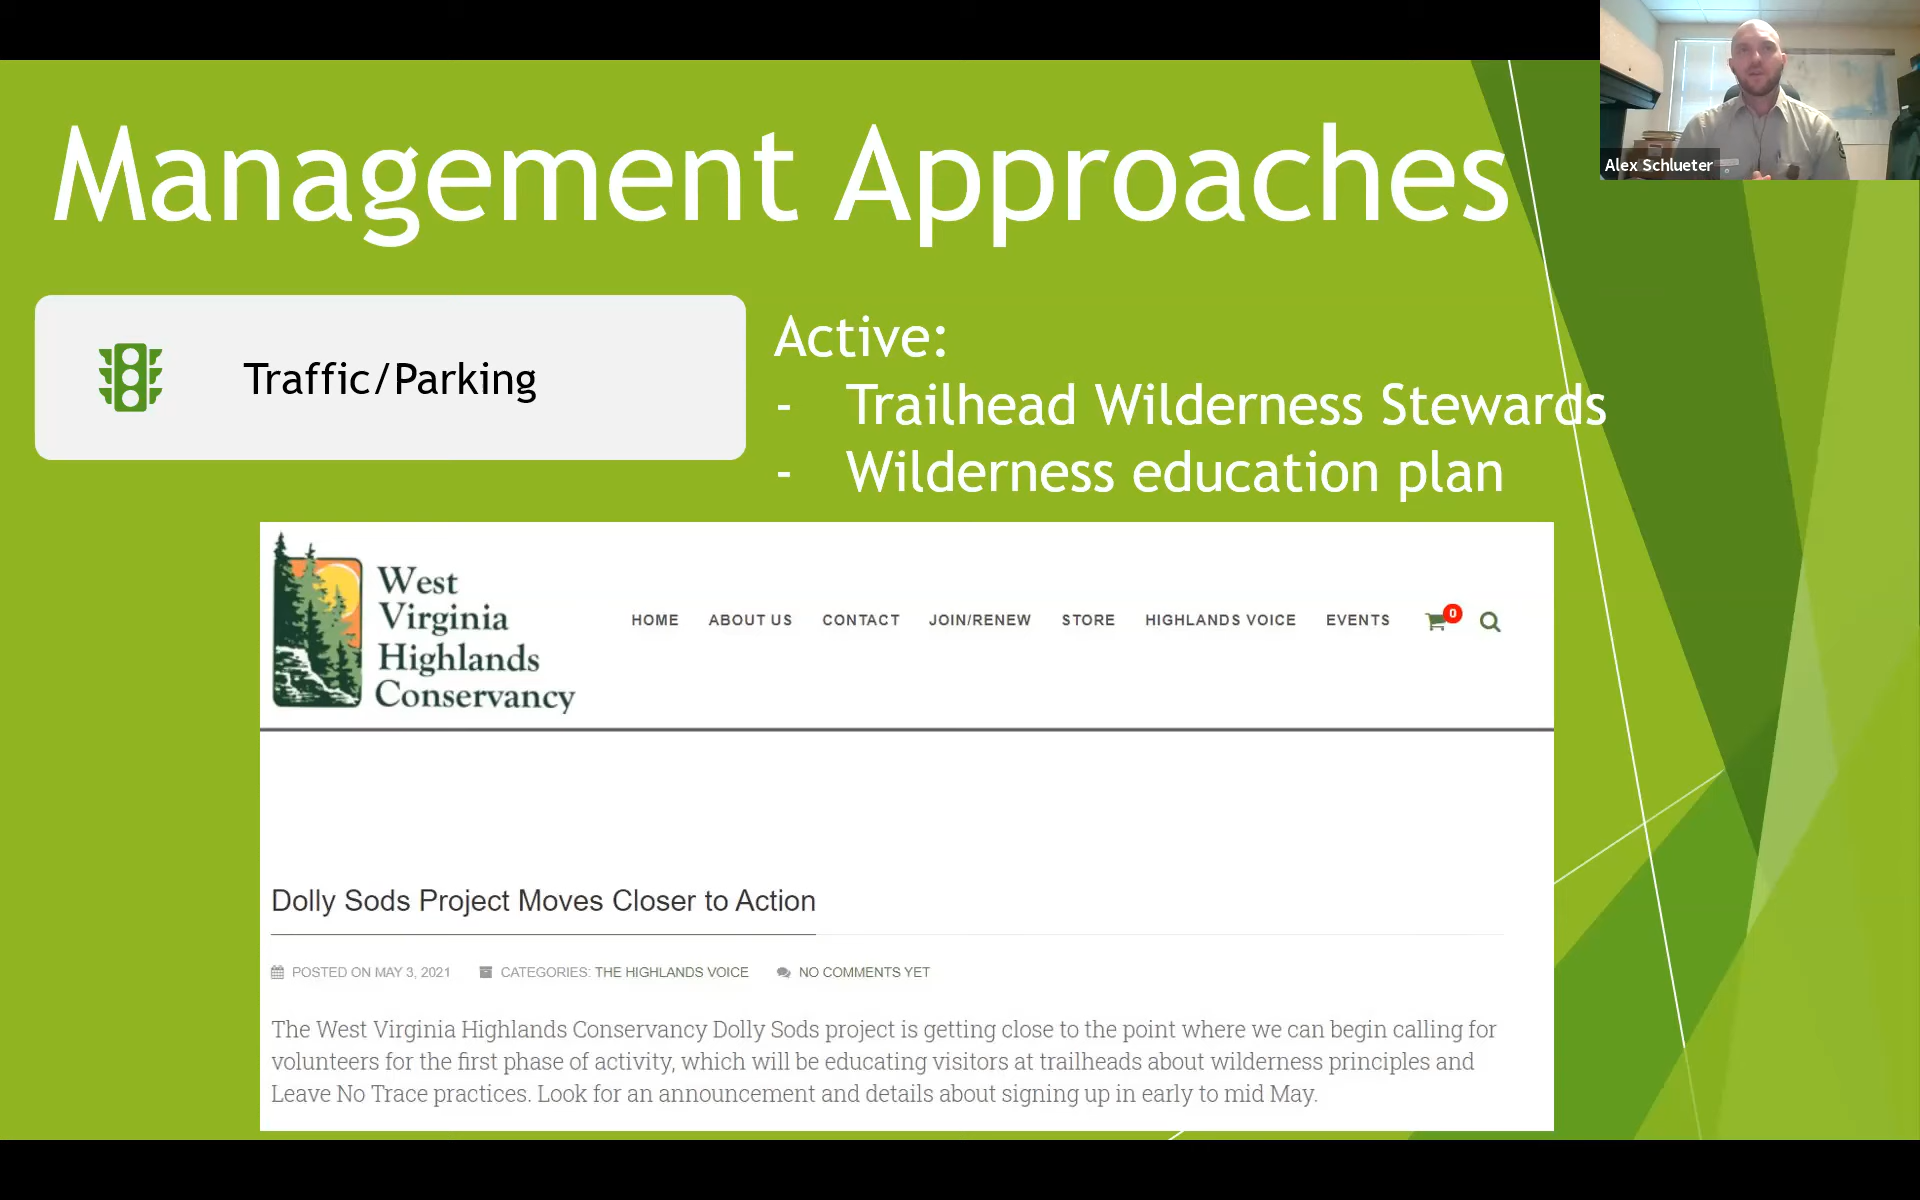 Management Approaches
Alex Schlueter
Traffic/Parking
Active:
- Trailhead Wilderness Stewards
- Wilderness education plan
West
Virginia
Highlands
Conservancy
HOME ABOUT US CONTACT JOIN/RENEW STORE HIGHLANDS VOICE EVENTS 0
Dolly Sods Project Moves Closer to Action
POSTED ON MAY 3, 2021 CATEGORIES: THE HIGHLANDS VOICE NO COMMENTS YET
The West Virginia Highlands Conservancy Dolly Sods project is getting close to the point where we can begin calling for
volunteers for the first phase of activity, which will be educating visitors at trailheads about wilderness principles and
Leave No Trace practices. Look for an announcement and details about signing up in early to mid May.